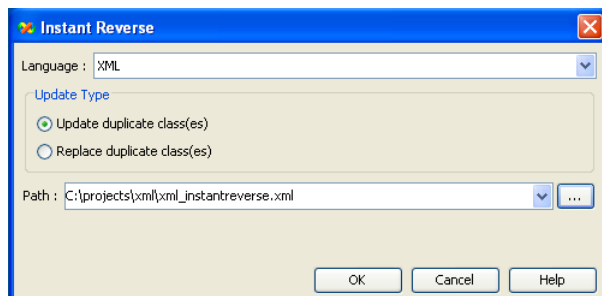 Instant Reverse
Language : XML
Update Type
Update duplicate class(es)
Replace duplicate class(es)
Path : C:\projects\xml\xml_instantreverse.xml ...
OK Cancel Help